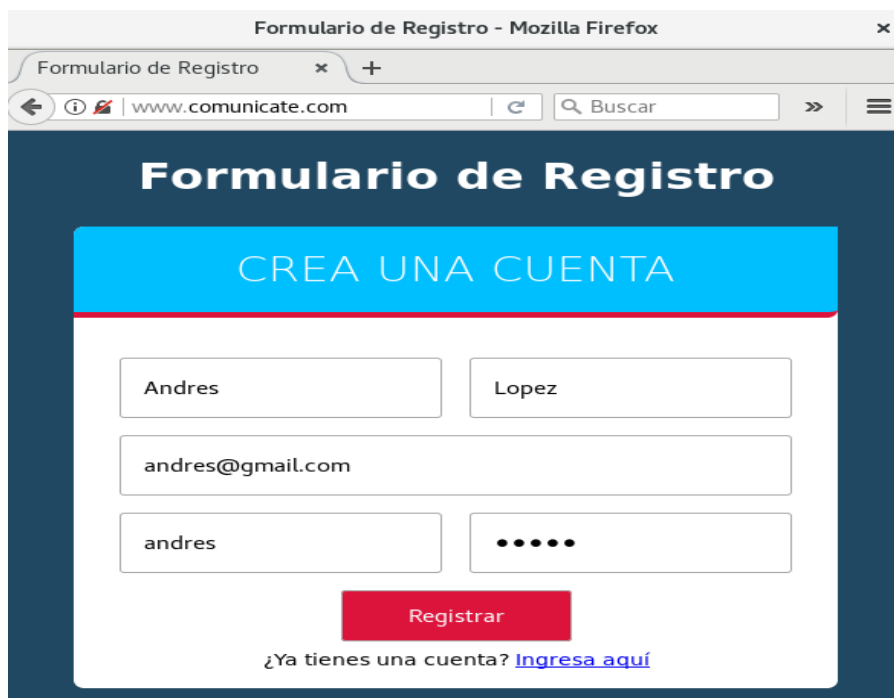 Formulario de Registro - Mozilla Firefox
Formulario de Registro
www.comunicate.com Buscar
Formulario de Registro
CREA UNA CUENTA
Andres Lopez
andres@gmail.com
andres •••••
Registrar
¿Ya tienes una cuenta? Ingresa aquí